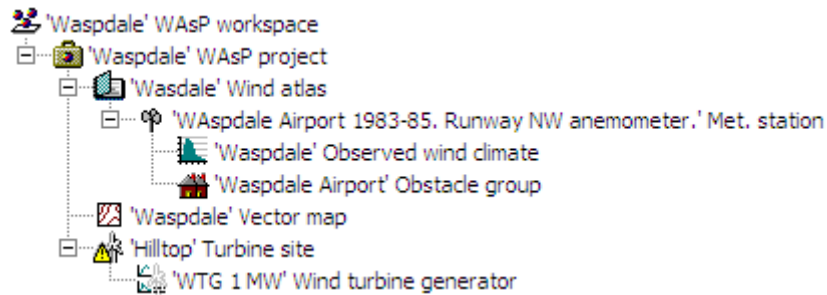 'Waspdale' WAsP workspace
'Waspdale' WAsP project
'Wasdale' Wind atlas
'WAspdale Airport 1983-85. Runway NW anemometer.' Met. station
'Waspdale' Observed wind climate
'Waspdale Airport' Obstacle group
'Waspdale' Vector map
'Hilltop' Turbine site
'WTG 1 MW' Wind turbine generator